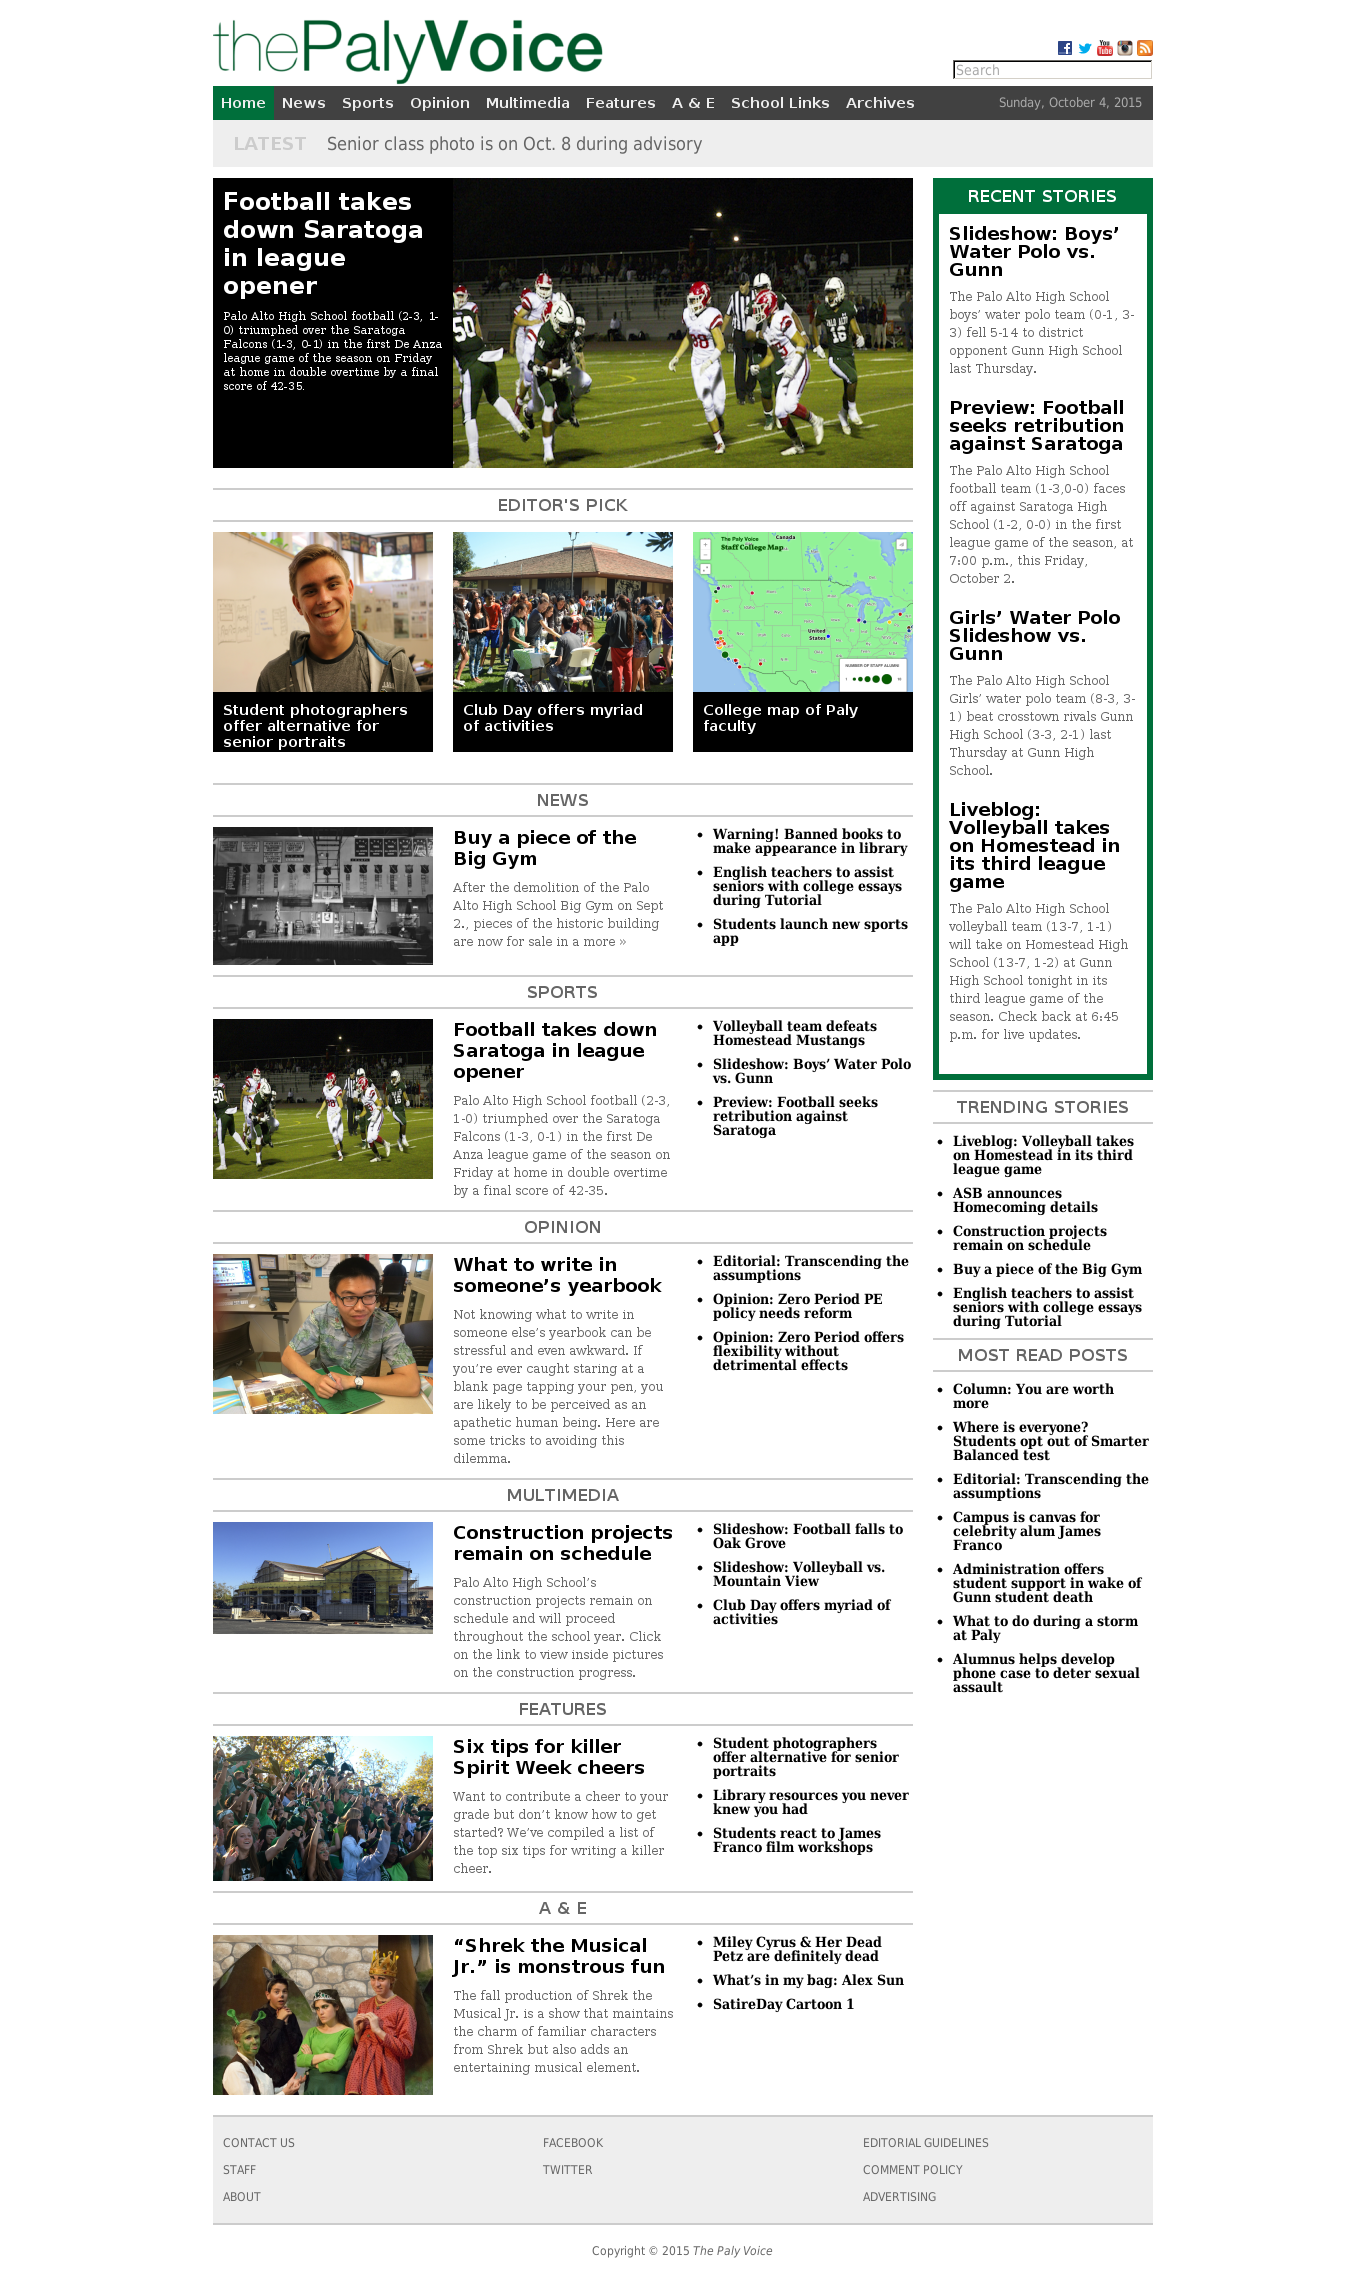 thePalyVoice
Search
Home News Sports Opinion Multimedia Features A & E School Links Archives Sunday, October 4, 2015
LATEST Senior class photo is on Oct. 8 during advisory
Football takes
down Saratoga
in league
opener
Palo Alto High School football (2-3, 1-
0) triumphed over the Saratoga
Falcons (1-3, 0-1) in the first De Anza
league game of the season on Friday
at home in double overtime by a final
score of 42-35.
EDITOR'S PICK
The Paly Voice
Staff College Map
Canada
United
States
NUMBER OF STAFF ALUMNI
Student photographers
offer alternative for
senior portraits
Club Day offers myriad
of activities
College map of Paly
faculty
NEWS
Buy a piece of the
Big Gym
After the demolition of the Palo
Alto High School Big Gym on Sept
2., pieces of the historic building
are now for sale in a more »
• Warning! Banned books to
make appearance in library
• English teachers to assist
seniors with college essays
during Tutorial
• Students launch new sports
app
SPORTS
Football takes down
Saratoga in league
opener
Palo Alto High School football (2-3,
1-0) triumphed over the Saratoga
Falcons (1-3, 0-1) in the first De
Anza league game of the season on
Friday at home in double overtime
by a final score of 42-35.
• Volleyball team defeats
Homestead Mustangs
• Slideshow: Boys’ Water Polo
vs. Gunn
• Preview: Football seeks
retribution against
Saratoga
OPINION
What to write in
someone’s yearbook
Not knowing what to write in
someone else’s yearbook can be
stressful and even awkward. If
you’re ever caught staring at a
blank page tapping your pen, you
are likely to be perceived as an
apathetic human being. Here are
some tricks to avoiding this
dilemma.
• Editorial: Transcending the
assumptions
• Opinion: Zero Period PE
policy needs reform
• Opinion: Zero Period offers
flexibility without
detrimental effects
MULTIMEDIA
Construction projects
remain on schedule
Palo Alto High School’s
construction projects remain on
schedule and will proceed
throughout the school year. Click
on the link to view inside pictures
on the construction progress.
• Slideshow: Football falls to
Oak Grove
• Slideshow: Volleyball vs.
Mountain View
• Club Day offers myriad of
activities
FEATURES
Six tips for killer
Spirit Week cheers
Want to contribute a cheer to your
grade but don’t know how to get
started? We’ve compiled a list of
the top six tips for writing a killer
cheer.
• Student photographers
offer alternative for senior
portraits
• Library resources you never
knew you had
• Students react to James
Franco film workshops
A & E
“Shrek the Musical
Jr.” is monstrous fun
The fall production of Shrek the
Musical Jr. is a show that maintains
the charm of familiar characters
from Shrek but also adds an
entertaining musical element.
• Miley Cyrus & Her Dead
Petz are definitely dead
• What’s in my bag: Alex Sun
• SatireDay Cartoon 1
RECENT STORIES
Slideshow: Boys’
Water Polo vs.
Gunn
The Palo Alto High School
boys’ water polo team (0-1, 3-
3) fell 5-14 to district
opponent Gunn High School
last Thursday.
Preview: Football
seeks retribution
against Saratoga
The Palo Alto High School
football team (1-3,0-0) faces
off against Saratoga High
School (1-2, 0-0) in the first
league game of the season, at
7:00 p.m., this Friday,
October 2.
Girls’ Water Polo
Slideshow vs.
Gunn
The Palo Alto High School
Girls’ water polo team (8-3, 3-
1) beat crosstown rivals Gunn
High School (3-3, 2-1) last
Thursday at Gunn High
School.
Liveblog:
Volleyball takes
on Homestead in
its third league
game
The Palo Alto High School
volleyball team (13-7, 1-1)
will take on Homestead High
School (13-7, 1-2) at Gunn
High School tonight in its
third league game of the
season. Check back at 6:45
p.m. for live updates.
TRENDING STORIES
• Liveblog: Volleyball takes
on Homestead in its third
league game
• ASB announces
Homecoming details
• Construction projects
remain on schedule
• Buy a piece of the Big Gym
• English teachers to assist
seniors with college essays
during Tutorial
MOST READ POSTS
• Column: You are worth
more
• Where is everyone?
Students opt out of Smarter
Balanced test
• Editorial: Transcending the
assumptions
• Campus is canvas for
celebrity alum James
Franco
• Administration offers
student support in wake of
Gunn student death
• What to do during a storm
at Paly
• Alumnus helps develop
phone case to deter sexual
assault
CONTACT US FACEBOOK EDITORIAL GUIDELINES
STAFF TWITTER COMMENT POLICY
ABOUT ADVERTISING
Copyright © 2015 The Paly Voice